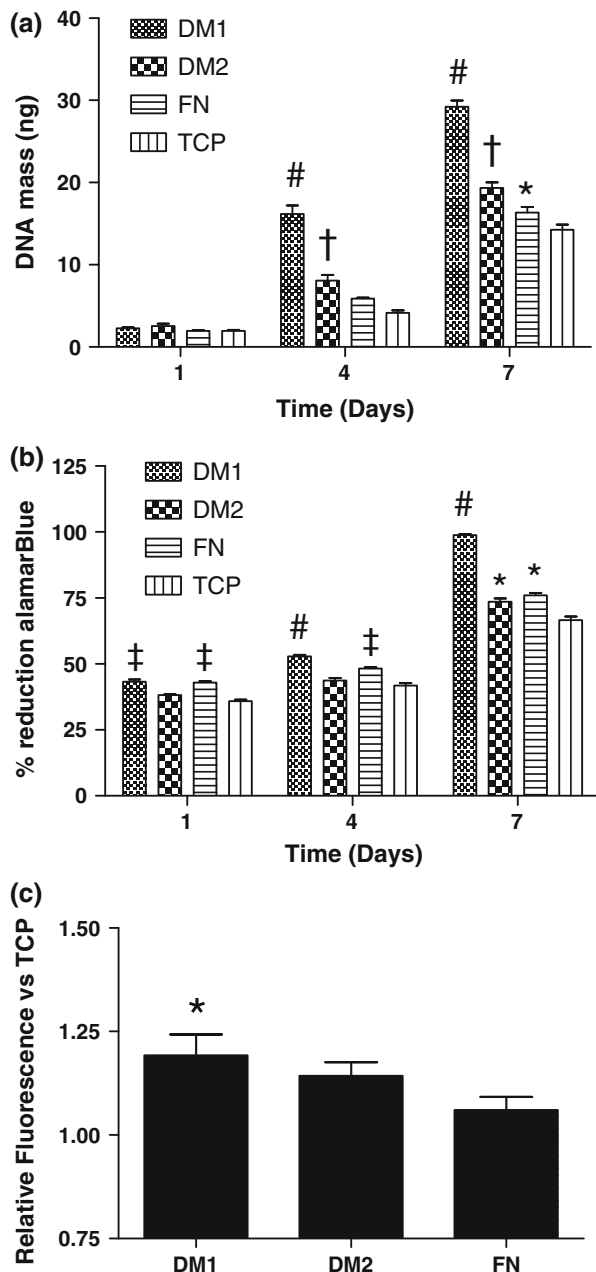 (a)
DM1
DM2
FN
TCP
DNA mass (ng)
40
30
20
10
0
#
†
#
†
*
1 4 7
Time (Days)
(b)
DM1
DM2
FN
TCP
% reduction alamarBlue
125
100
75
50
25
0
‡ ‡
# ‡
# * *
1 4 7
Time (Days)
(c)
Relative Fluorescence vs TCP
1.50
1.25
1.00
0.75
*
DM1 DM2 FN